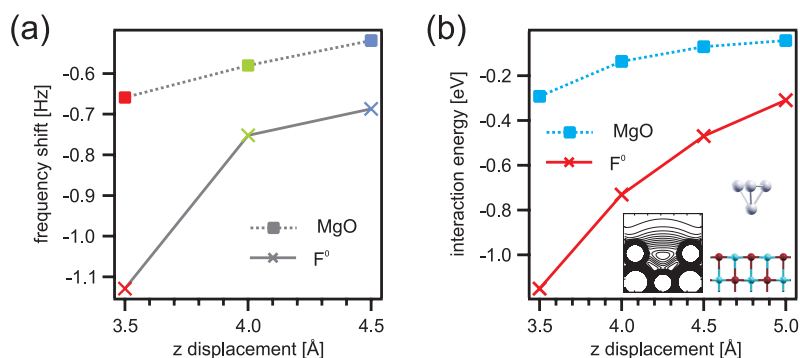 (a)
frequency shift [Hz]
-0.6
-0.7
-0.8
-0.9
-1.0
-1.1
MgO
F⁰
3.5
4.0
4.5
z displacement [Å]
(b)
interaction energy [eV]
-0.2
-0.4
-0.6
-0.8
-1.0
MgO
F⁰
3.5
4.0
4.5
5.0
z displacement [Å]